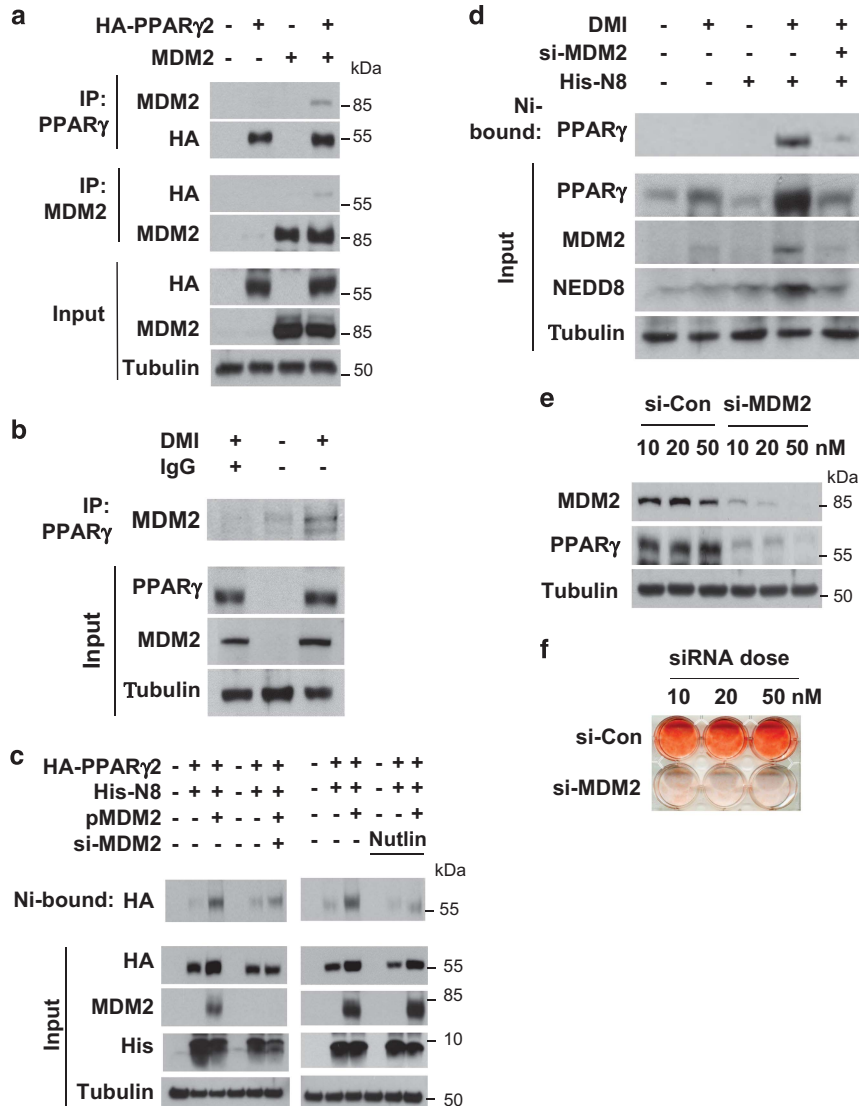 a
HA-PPARγ2 - + - +
MDM2 - - + +
kDa
IP:
PPARγ
MDM2
85
HA
55
IP:
MDM2
HA
55
MDM2
85
Input
HA
55
MDM2
85
Tubulin
50
b
DMI + - +
IgG + - -
IP:
PPARγ
MDM2
Input
PPARγ
MDM2
Tubulin
c
HA-PPARγ2 - + + - + + - + + - + +
His-N8 - + + - + + - + + - + +
pMDM2 - - + - - + - - + - - +
si-MDM2 - - - - - + - - - Nutlin
kDa
Ni-bound: HA
55
Input
HA
55
MDM2
85
His
10
Tubulin
50
d
DMI - + - + +
si-MDM2 - - - - +
His-N8 - - + + +
Ni-
bound:
PPARγ
Input
PPARγ
MDM2
NEDD8
Tubulin
e
si-Con si-MDM2
10 20 50 10 20 50 nM
kDa
MDM2
85
PPARγ
55
Tubulin
50
f
siRNA dose
10 20 50 nM
si-Con
si-MDM2